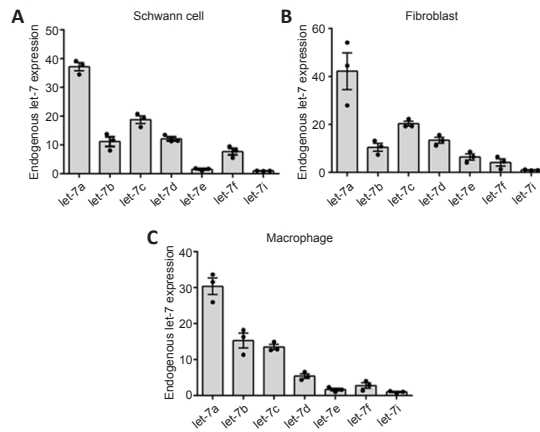 A
Schwann cell
Endogenous let-7 expression
50
40
30
20
10
0
let-7a
let-7b
let-7c
let-7d
let-7e
let-7f
let-7i
B
Fibroblast
Endogenous let-7 expression
60
40
20
0
let-7a
let-7b
let-7c
let-7d
let-7e
let-7f
let-7i
C
Macrophage
Endogenous let-7 expression
40
30
20
10
0
let-7a
let-7b
let-7c
let-7d
let-7e
let-7f
let-7i